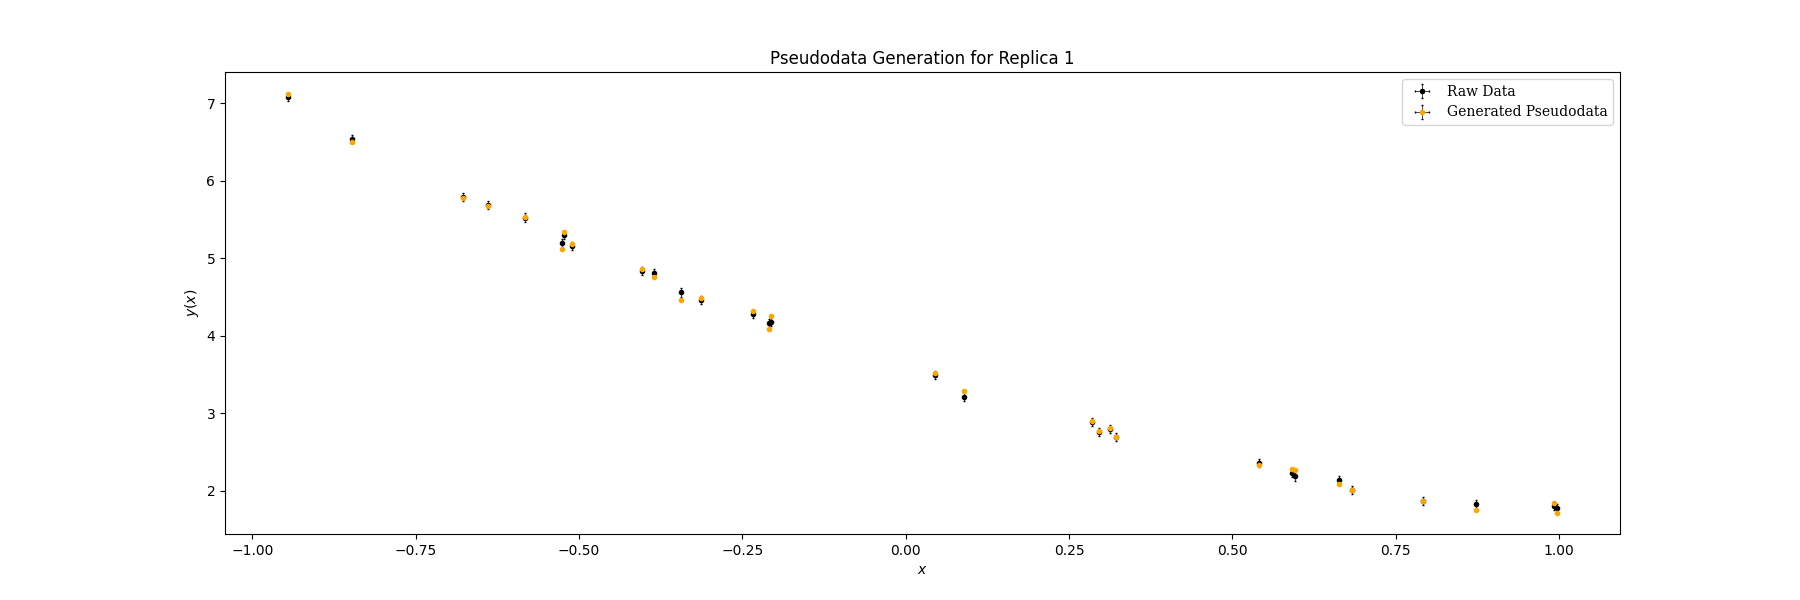 Pseudodata Generation for Replica 1
Raw Data
Generated Pseudodata
7
6
5
4
3
2
y(x)
−1.00 −0.75 −0.50 −0.25 0.00 0.25 0.50 0.75 1.00
x